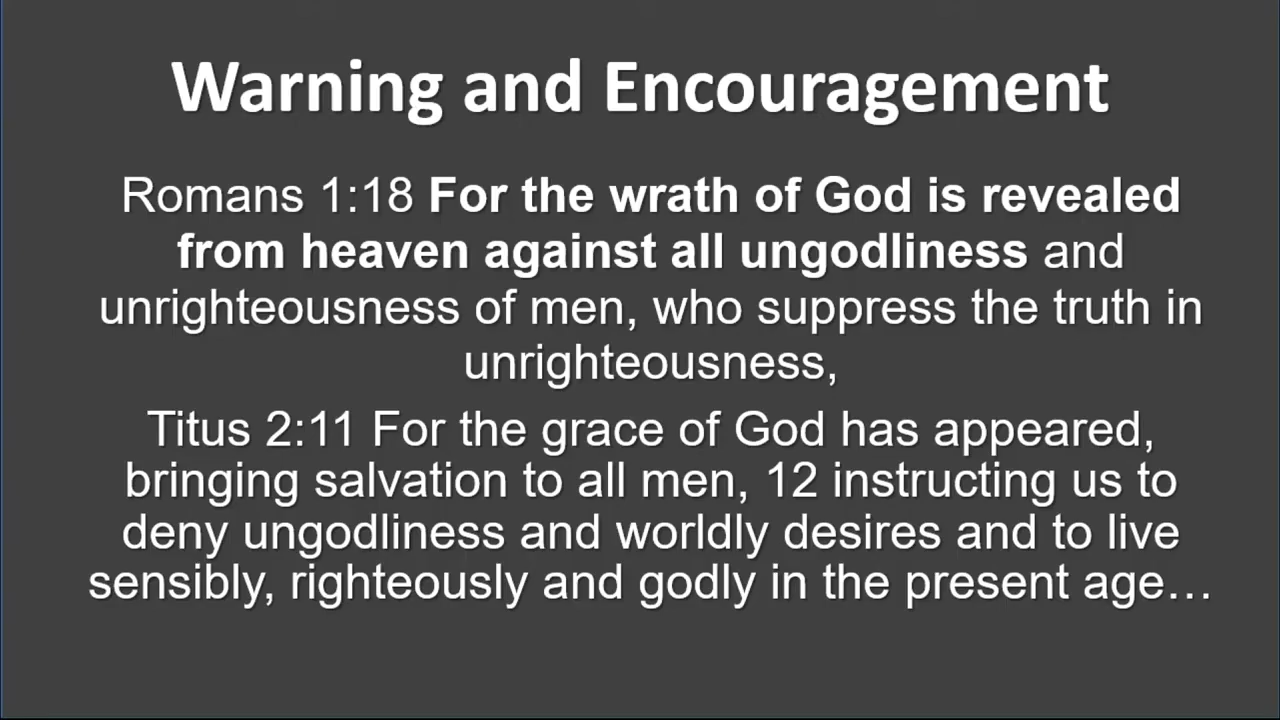 Warning and Encouragement
Romans 1:18 For the wrath of God is revealed
from heaven against all ungodliness and
unrighteousness of men, who suppress the truth in
unrighteousness,
Titus 2:11 For the grace of God has appeared,
bringing salvation to all men, 12 instructing us to
deny ungodliness and worldly desires and to live
sensibly, righteously and godly in the present age…